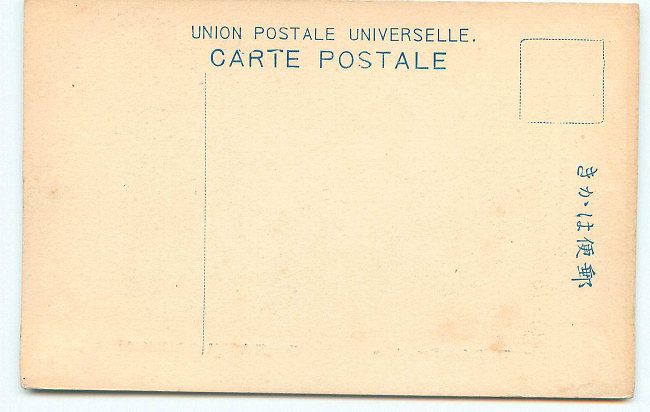 UNION POSTALE UNIVERSELLE.
CARTE POSTALE
きかは便郵